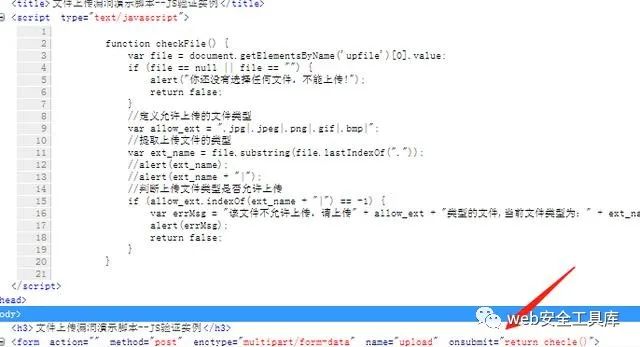 <title>文件上传漏洞演示脚本--JS验证实例</title>
<script type="text/javascript">
1
2 function checkFile() {
3 var file = document.getElementsByName('upfile')[0].value;
4 if (file == null || file == "") {
5 alert("你还没有选择任何文件，不能上传!");
6 return false;
7 }
8 //定义允许上传的文件类型
9 var allow_ext = ".jpg|.jpeg|.png|.gif|.bmp|";
10 //提取上传文件的类型
11 var ext_name = file.substring(file.lastIndexOf("."));
12 //alert(ext_name);
13 //alert(ext_name + "|");
14 //判断上传文件类型是否允许上传
15 if (allow_ext.indexOf(ext_name + "|") == -1) {
16 var errMsg = "该文件不允许上传，请上传" + allow_ext + "类型的文件,当前文件类型为：" + ext_na
17 alert(errMsg);
18 return false;
19 }
20 }
21
</script>
head>
ody>
web安全工具库
<h3>文件上传漏洞演示脚本--JS验证实例</h3>
<form action="" method="post" enctype="multipart/form-data" name="upload" onsubmit="return checle()">